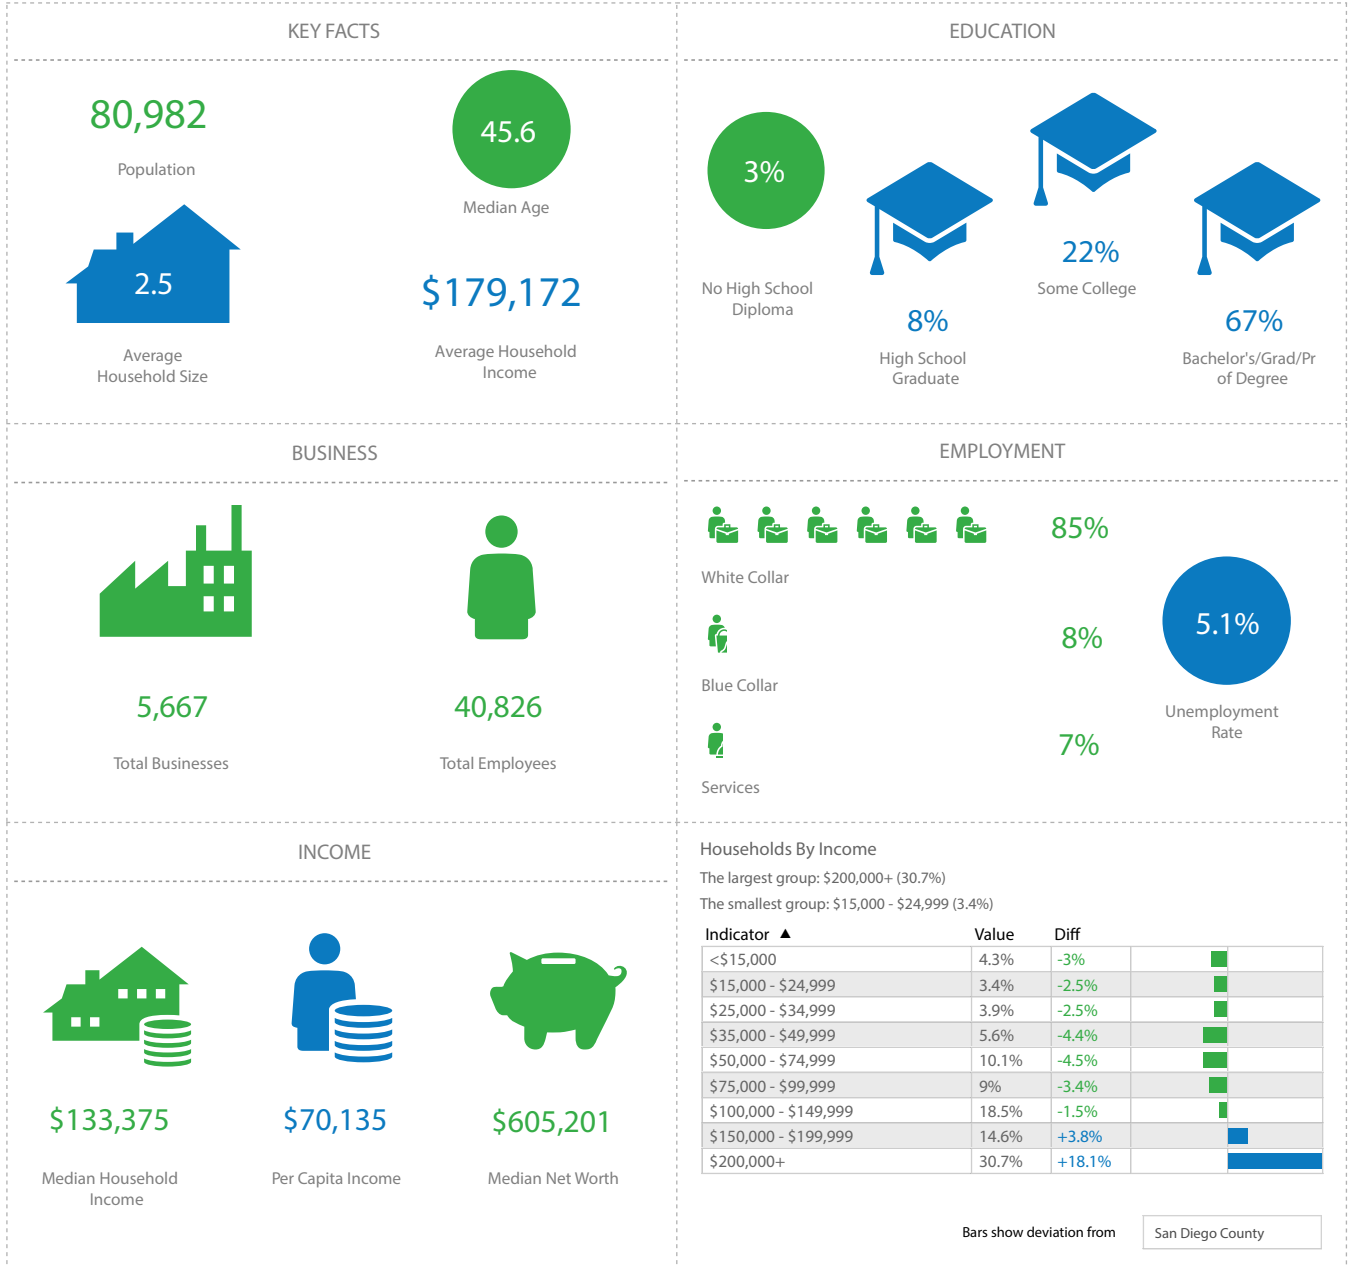 KEY FACTS
80,982
Population
45.6
Median Age
2.5
Average
Household Size
$179,172
Average Household
Income
EDUCATION
3%
No High School
Diploma
8%
High School
Graduate
22%
Some College
67%
Bachelor's/Grad/Pr
of Degree
BUSINESS
5,667
Total Businesses
40,826
Total Employees
EMPLOYMENT
85%
White Collar
8%
Blue Collar
7%
Services
5.1%
Unemployment
Rate
INCOME
$133,375
Median Household
Income
$70,135
Per Capita Income
$605,201
Median Net Worth
Households By Income
The largest group: $200,000+ (30.7%)
The smallest group: $15,000 - $24,999 (3.4%)
Indicator ▲ Value Diff
<$15,000 4.3% -3%
$15,000 - $24,999 3.4% -2.5%
$25,000 - $34,999 3.9% -2.5%
$35,000 - $49,999 5.6% -4.4%
$50,000 - $74,999 10.1% -4.5%
$75,000 - $99,999 9% -3.4%
$100,000 - $149,999 18.5% -1.5%
$150,000 - $199,999 14.6% +3.8%
$200,000+ 30.7% +18.1%
Bars show deviation from San Diego County